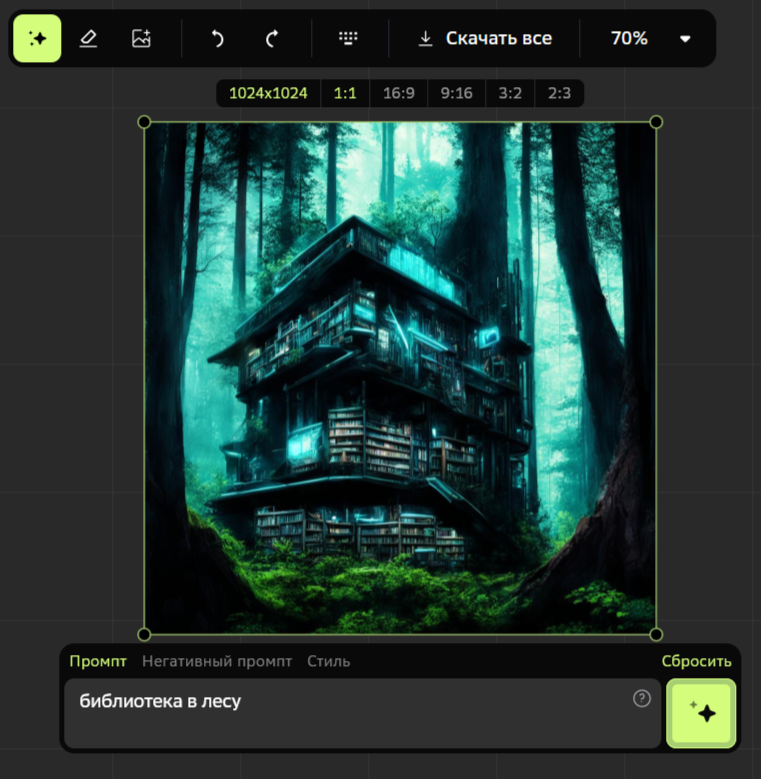 Скачать все 70%
1024x1024 1:1 16:9 9:16 3:2 2:3
Промпт Негативный промпт Стиль Сбросить
библиотека в лесу ?